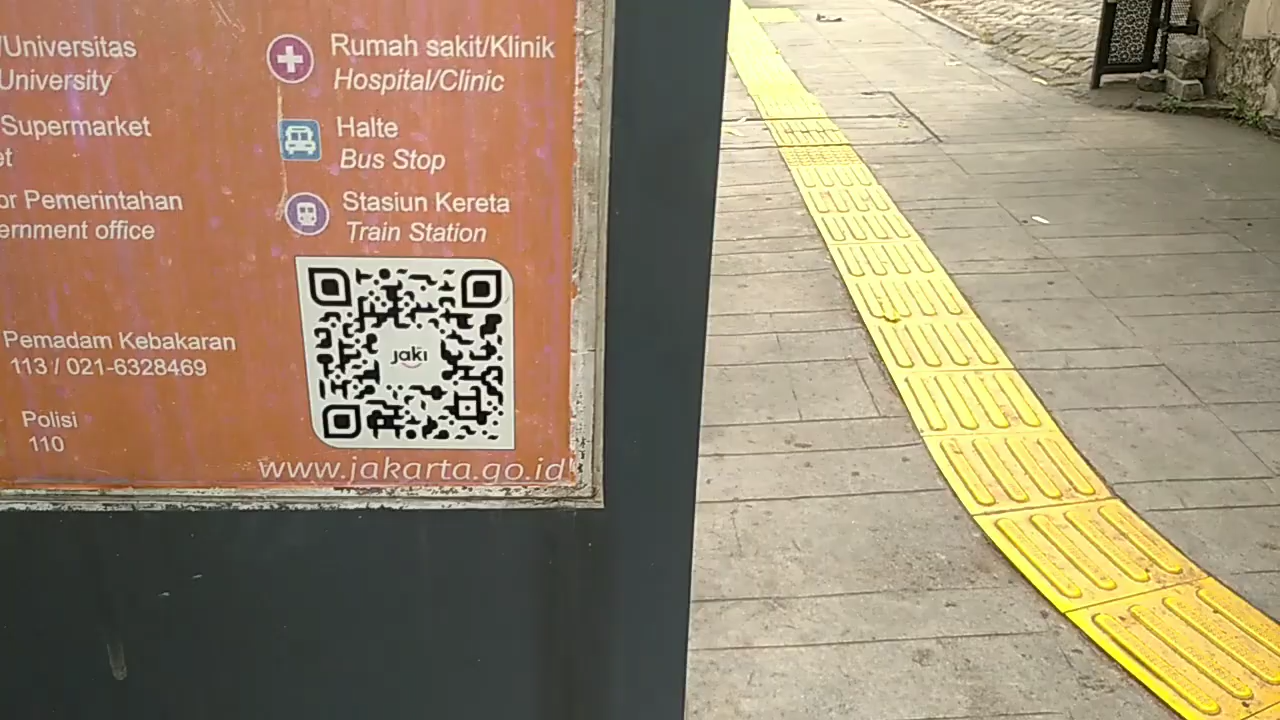 /Universitas
University
Supermarket
or Pemerintahan
ernment office
Pemadam Kebakaran
113 / 021-6328469
Polisi
110
Rumah sakit/Klinik
Hospital/Clinic
Halte
Bus Stop
Stasiun Kereta
Train Station
jaki
www.jakarta.go.id